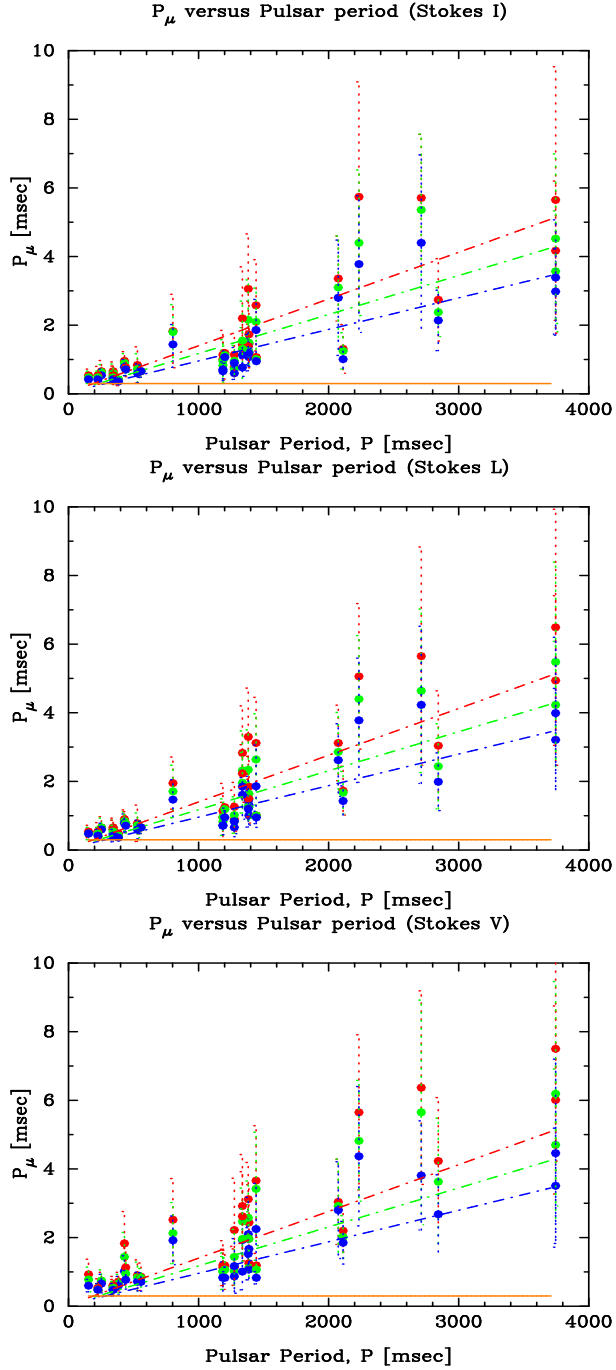 P_μ versus Pulsar period (Stokes I)
10
8
6
4
2
0
P_μ [msec]
0 1000 2000 3000 4000
Pulsar Period, P [msec]
P_μ versus Pulsar period (Stokes L)
10
8
6
4
2
0
P_μ [msec]
0 1000 2000 3000 4000
Pulsar Period, P [msec]
P_μ versus Pulsar period (Stokes V)
10
8
6
4
2
0
P_μ [msec]
0 1000 2000 3000 4000
Pulsar Period, P [msec]